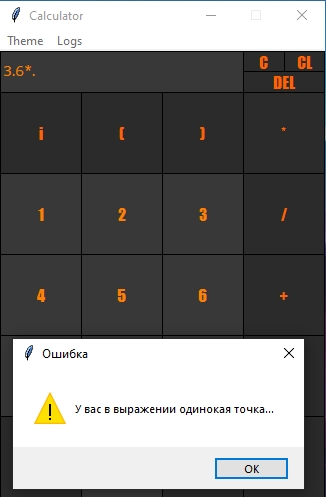 Calculator
Theme Logs
3.6*.
C CL
DEL
i ( ) *
1 2 3 /
4 5 6 +
Ошибка
У вас в выражении одинокая точка...
OK